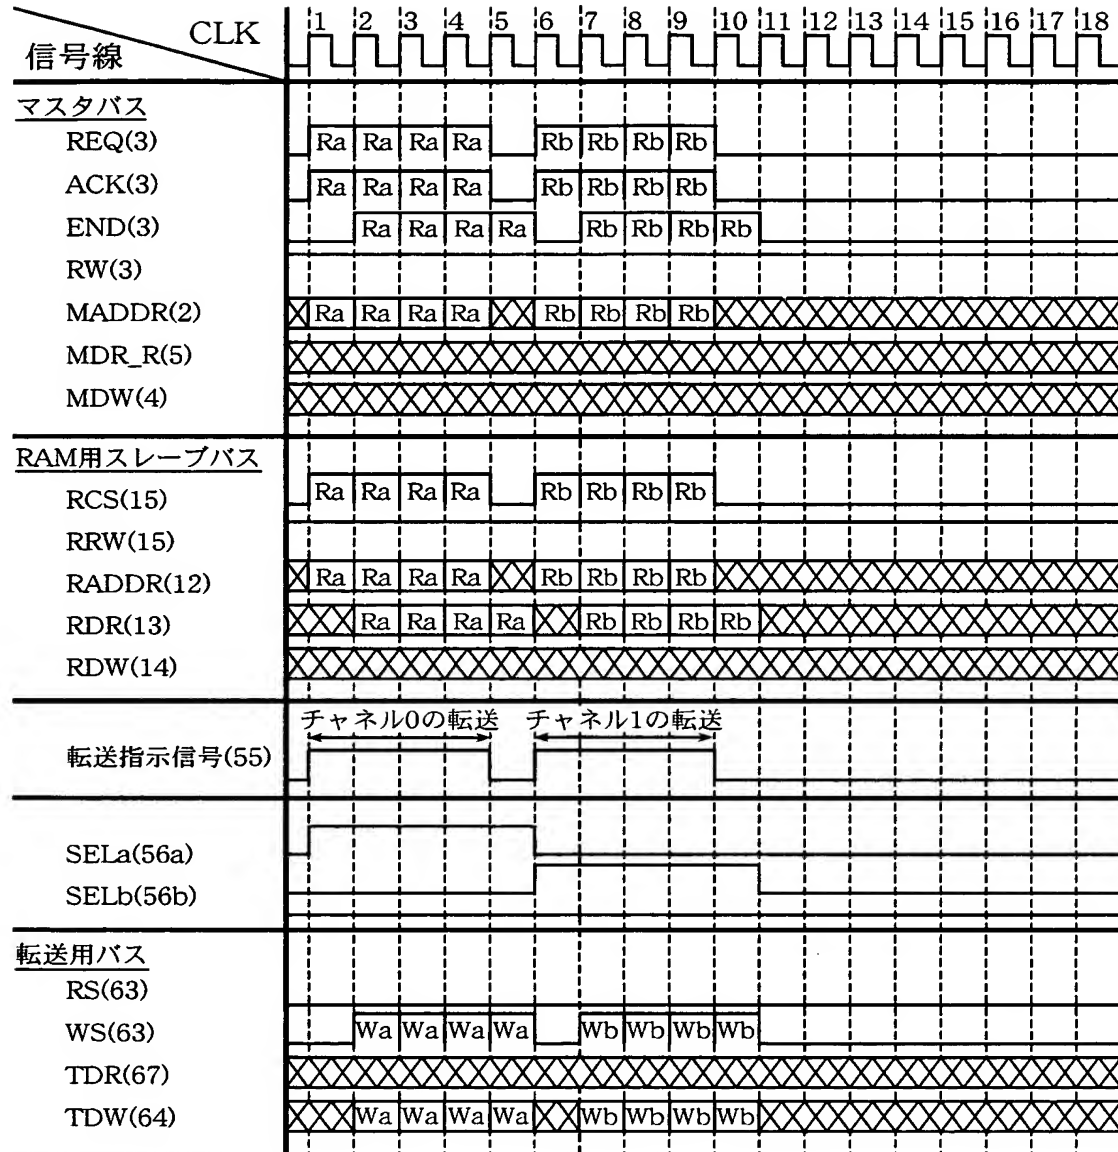 CLK
信号線
1 2 3 4 5 6 7 8 9 10 11 12 13 14 15 16 17 18
マスタバス
REQ(3) Ra Ra Ra Ra Rb Rb Rb Rb
ACK(3) Ra Ra Ra Ra Rb Rb Rb Rb
END(3) Ra Ra Ra Ra Rb Rb Rb Rb
RW(3)
MADDR(2) Ra Ra Ra Ra Rb Rb Rb Rb
MDR_R(5)
MDW(4)
RAM用スレーブバス
RCS(15) Ra Ra Ra Ra Rb Rb Rb Rb
RRW(15)
RADDR(12) Ra Ra Ra Ra Rb Rb Rb Rb
RDR(13) Ra Ra Ra Ra Rb Rb Rb Rb
RDW(14)
チャネル0の転送 チャネル1の転送
転送指示信号(55)
SELa(56a)
SELb(56b)
転送用バス
RS(63)
WS(63) Wa Wa Wa Wa Wb Wb Wb Wb
TDR(67)
TDW(64) Wa Wa Wa Wa Wb Wb Wb Wb